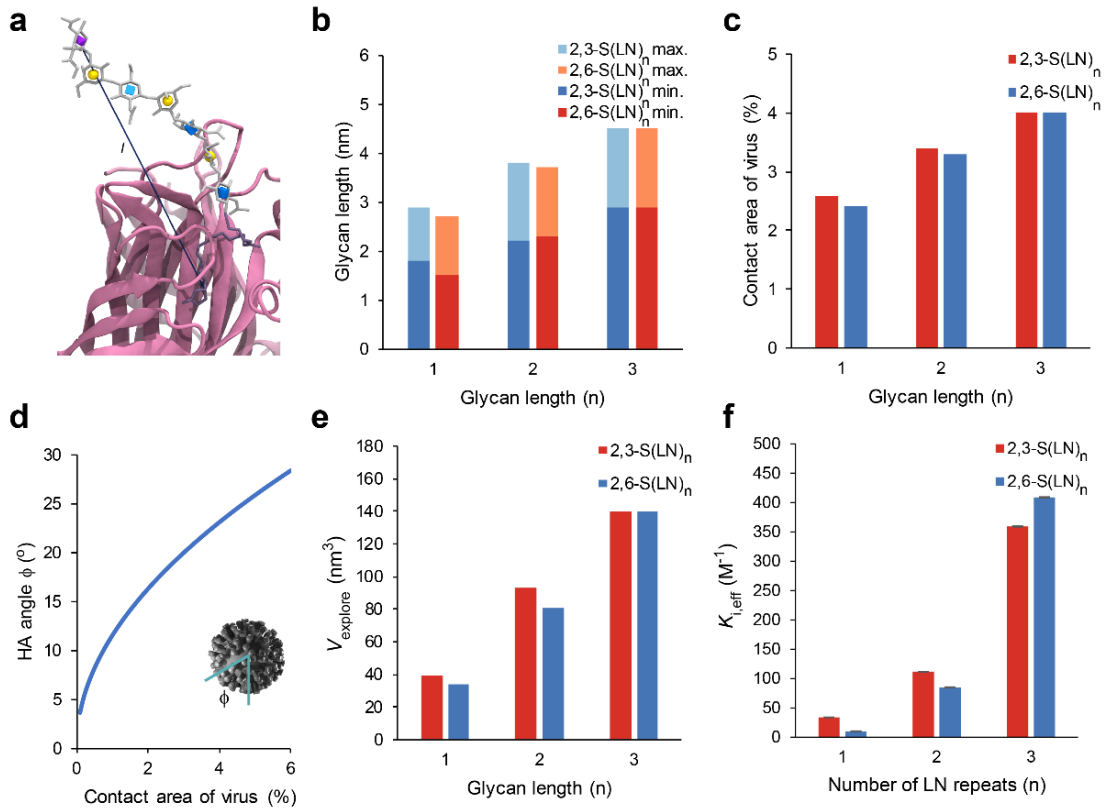 a
l
b
6
5
4
3
2
1
0
Glycan length (nm)
2,3-S(LN)n max.
2,6-S(LN)n max.
2,3-S(LN)n min.
2,6-S(LN)n min.
1 2 3
Glycan length (n)
c
5
4
3
2
1
0
Contact area of virus (%)
2,3-S(LN)n
2,6-S(LN)n
1 2 3
Glycan length (n)
d
30
25
20
15
10
5
0
HA angle ϕ (o)
ϕ
0 2 4 6
Contact area of virus (%)
e
180
160
140
120
100
80
60
40
20
0
Vexplore (nm3)
2,3-S(LN)n
2,6-S(LN)n
1 2 3
Glycan length (n)
f
500
450
400
350
300
250
200
150
100
50
0
Ki,eff (M-1)
2,3-S(LN)n
2,6-S(LN)n
1 2 3
Number of LN repeats (n)